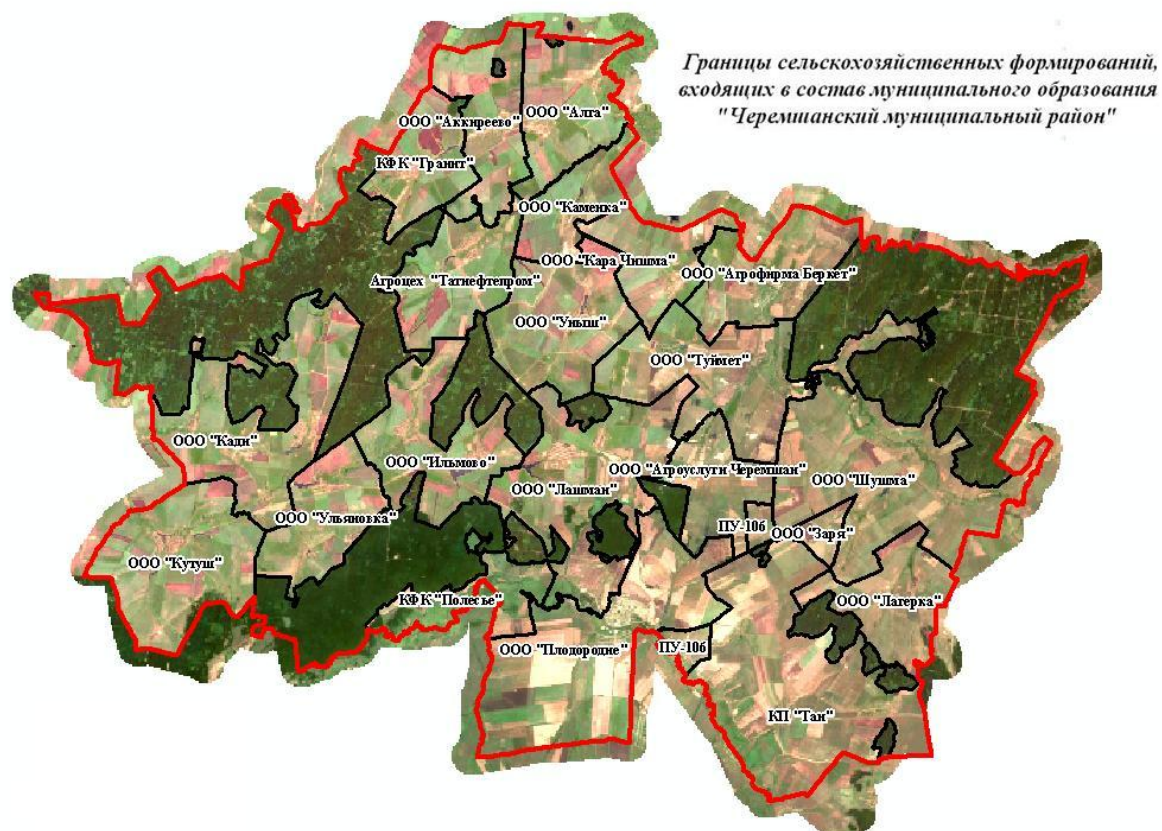 Границы сельскохозяйственных формирований,
входящих в состав муниципального образования
"Черемшанский муниципальный район"
ООО "Алга"
ООО "Аккиреево"
КФК "Гранит"
ООО "Каменка"
ООО "Кара Чишма"
ООО "Агрофирма Беркет"
Агроцех "Татнефтепром"
ООО "Уныш"
ООО "Туймет"
ООО "Кади"
ООО "Ильмово"
ООО "Агроуслуги Черемшан"
ООО "Шушма"
ООО "Лашман"
ООО "Ульяновка"
ПУ-106
ООО "Заря"
ООО "Кутуш"
КФК "Полесье"
ООО "Лагерка"
ООО "Плодородие"
ПУ-106
КП "Тан"